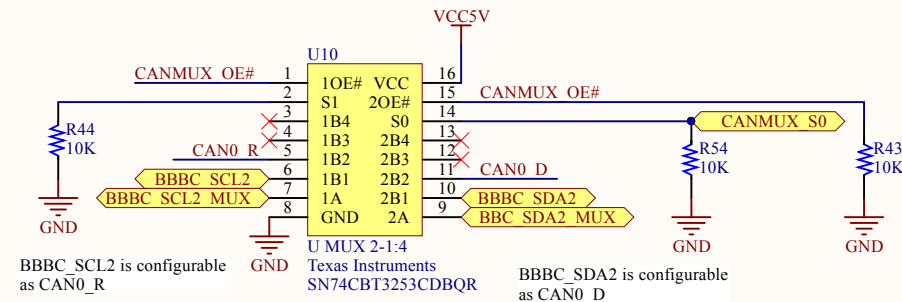 VCC5V
U10
CANMUX_OE# 1 1OE# VCC 16
2 S1 2OE# 15 CANMUX_OE#
3 1B4 S0 14 CANMUX_S0
R44 4 1B3 2B4 13 R54 R43
10K 5 1B2 2B3 12 10K 10K
CAN0_R 2B2 11 CAN0_D
BBBC_SCL2 6 1B1 2B1 10 BBBC_SDA2
BBBC_SCL2_MUX 7 1A 2A 9 BBC_SDA2_MUX
8 GND
GND GND GND GND
U MUX 2-1:4
Texas Instruments
SN74CBT3253CDBQR
BBBC_SCL2 is configurable
as CAN0_R
BBBC_SDA2 is configurable
as CAN0_D